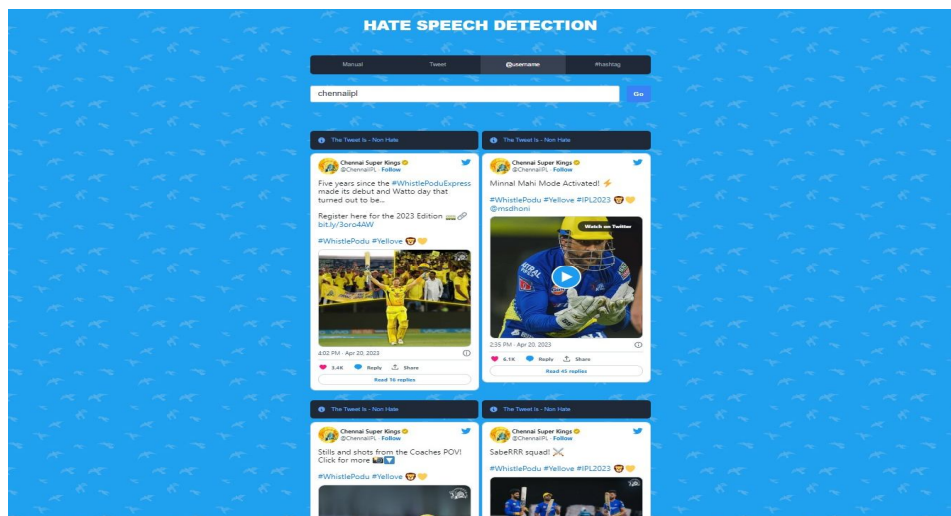 HATE SPEECH DETECTION
Manual Tweet @username #hashtag
chennaiipl Go
The Tweet Is - Non Hate
Chennai Super Kings
@ChennaiIPL · Follow
Five years since the #WhistlePoduExpress
made its debut and Watto day that
turned out to be...
Register here for the 2023 Edition
bit.ly/3oro4AW
#WhistlePodu #Yellove
4:02 PM · Apr 20, 2023
3.4K Reply Share
Read 16 replies
The Tweet Is - Non Hate
Chennai Super Kings
@ChennaiIPL · Follow
Minnal Mahi Mode Activated!
#WhistlePodu #Yellove #IPL2023
@msdhoni
Watch on Twitter
2:35 PM · Apr 20, 2023
6.1K Reply Share
Read 45 replies
The Tweet Is - Non Hate
Chennai Super Kings
@ChennaiIPL · Follow
Stills and shots from the Coaches POV!
Click for more
#WhistlePodu #Yellove
The Tweet Is - Non Hate
Chennai Super Kings
@ChennaiIPL · Follow
SabeRRR squad!
#WhistlePodu #Yellove #IPL2023